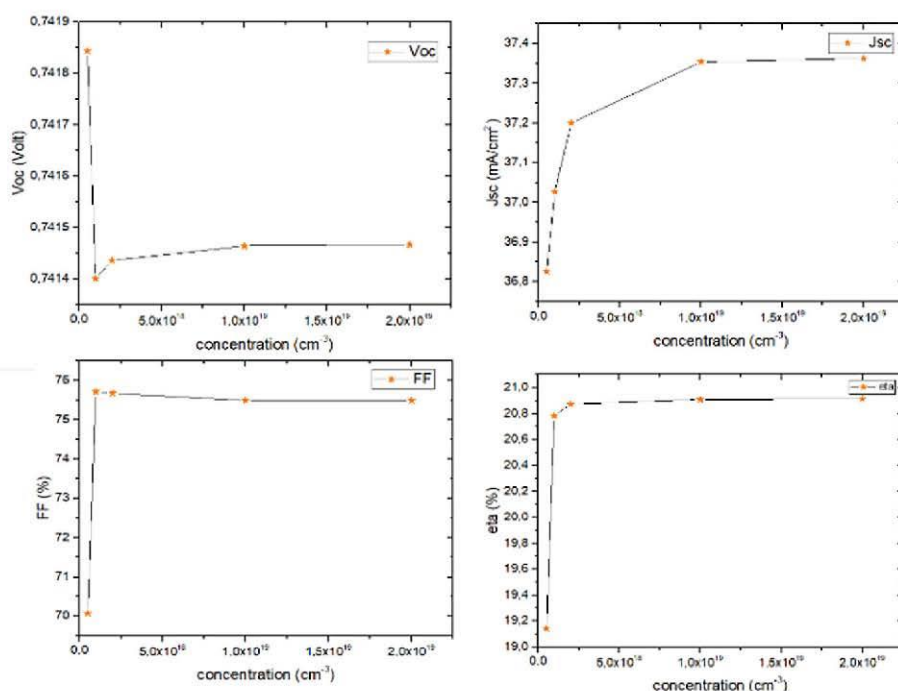 0,7419
0,7418
0,7417
0,7416
0,7415
0,7414
Voc (Volt)
Voc
0,0
1,0x10¹⁹
1,5x10¹⁹
2,0x10¹⁹
concentration (cm⁻³)
37,4
37,3
37,2
37,1
37,0
36,9
36,8
Jsc (mA/cm²)
Jsc
0,0
1,0x10¹⁹
1,5x10¹⁹
2,0x10¹⁹
concentration (cm⁻³)
76
75
74
73
72
71
70
FF (%)
FF
0,0
5,0x10¹⁸
1,0x10¹⁹
1,5x10¹⁹
2,0x10¹⁹
concentration (cm⁻³)
21,0
20,8
20,6
20,4
20,2
20,0
19,8
19,6
19,4
19,2
19,0
eta (%)
eta
0,0
5,0x10¹⁸
1,0x10¹⁹
1,5x10¹⁹
2,0x10¹⁹
concentration (cm⁻³)